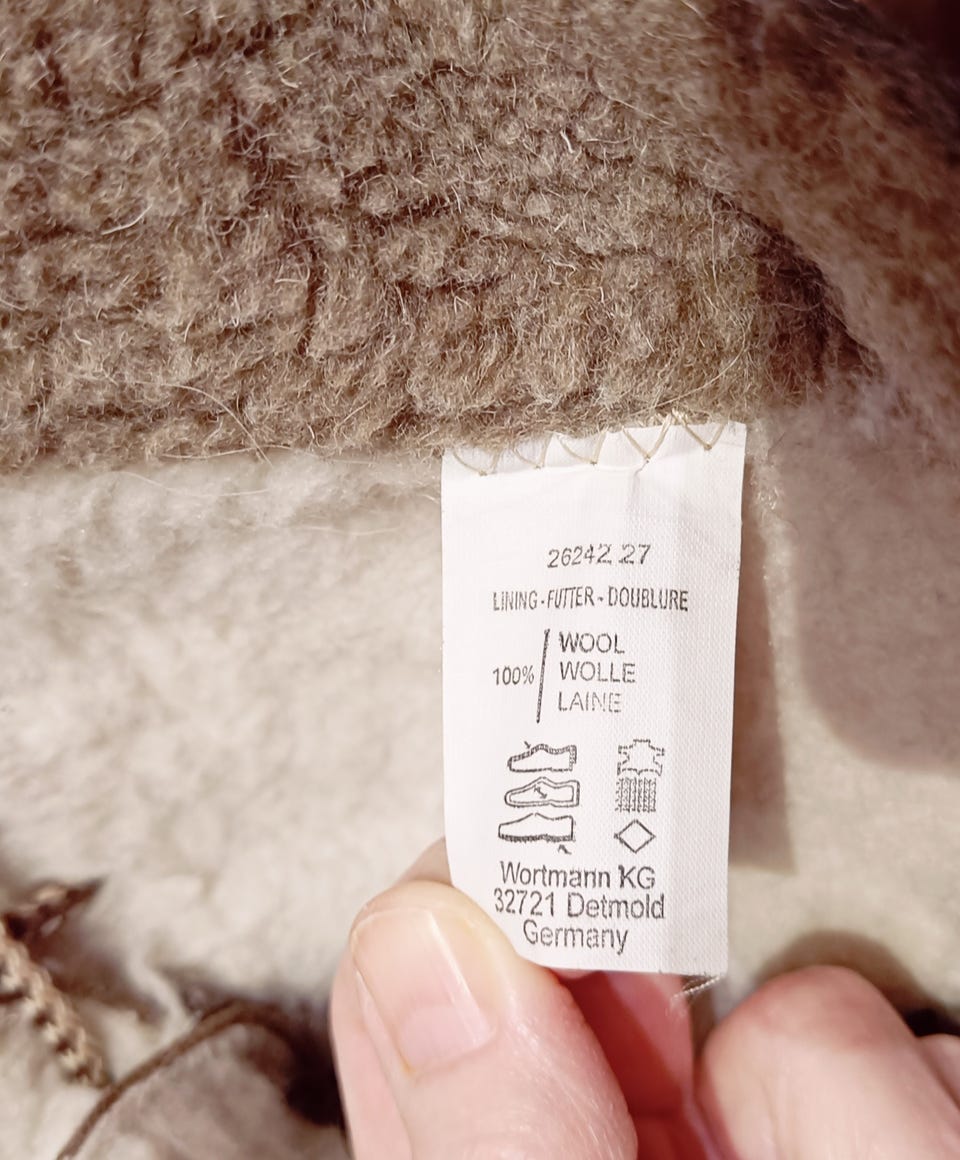 26242 27
LINING - FUTTER - DOUBLURE
100%
WOOL
WOLLE
LAINE
Wortmann KG
32721 Detmold
Germany